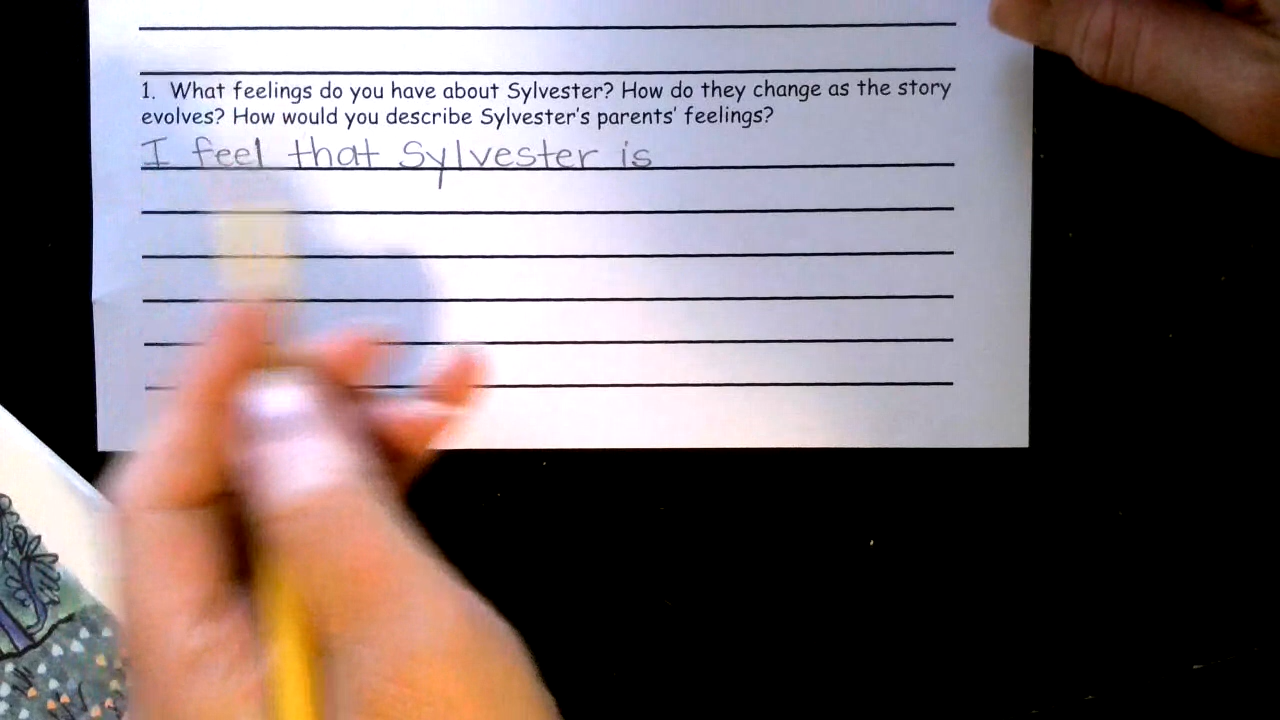 1. What feelings do you have about Sylvester? How do they change as the story
evolves? How would you describe Sylvester's parents' feelings?
I feel that Sylvester is